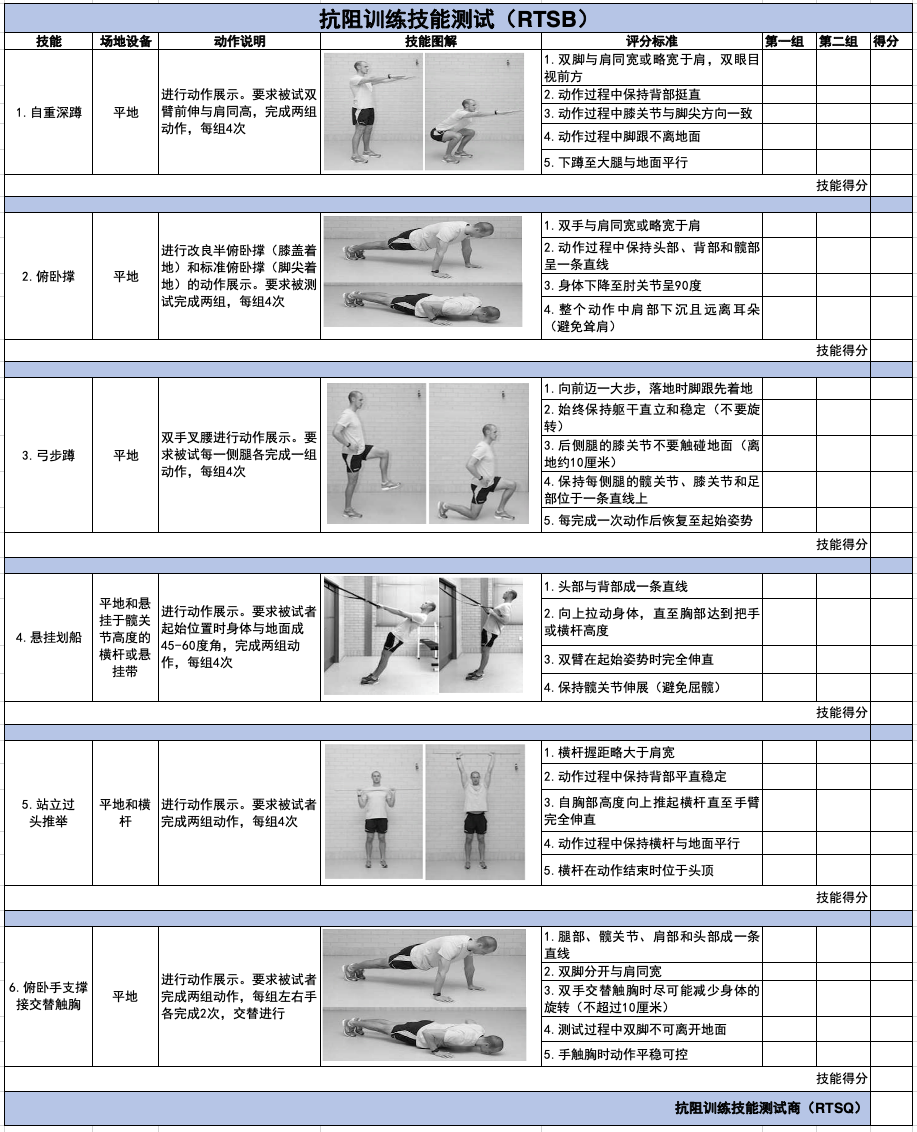 抗阻训练技能测试（RTSB）
技能 场地设备 动作说明 技能图解 评分标准 第一组 第二组 得分
1.自重深蹲
平地
进行动作展示。要求被试双
臂前伸与肩同高，完成两组
动作，每组4次
1.双脚与肩同宽或略宽于肩，双眼目
视前方
2.动作过程中保持背部挺直
3.动作过程中膝关节与脚尖方向一致
4.动作过程中脚跟不离地面
5.下蹲至大腿与地面平行
技能得分
2.俯卧撑
平地
进行改良半俯卧撑（膝盖着
地）和标准俯卧撑（脚尖着
地）的动作展示。要求被测
试完成两组，每组4次
1.双手与肩同宽或略宽于肩
2.动作过程中保持头部、背部和髋部
呈一条直线
3.身体下降至肘关节呈90度
4.整个动作中肩部下沉且远离耳朵
（避免耸肩）
技能得分
3.弓步蹲
平地
双手叉腰进行动作展示。要
求被试每一侧腿各完成一组
动作，每组4次
1.向前迈一大步，落地时脚跟先着地
2.始终保持躯干直立和稳定（不要旋
转）
3.后侧腿的膝关节不要触碰地面（离
地约10厘米）
4.保持每侧腿的髋关节、膝关节和足
部位于一条直线上
5.每完成一次动作后恢复至起始姿势
技能得分
4.悬挂划船
平地和悬
挂于髋关
节高度的
横杆或悬
挂带
进行动作展示。要求被试者
起始位置时身体与地面成
45-60度角，完成两组动
作，每组4次
1.头部与背部成一条直线
2.向上拉动身体，直至胸部达到把手
或横杆高度
3.双臂在起始姿势时完全伸直
4.保持髋关节伸展（避免屈髋）
技能得分
5.站立过
头推举
平地和横
杆
进行动作展示。要求被试者
完成两组动作，每组4次
1.横杆握距略大于肩宽
2.动作过程中保持背部平直稳定
3.自胸部高度向上推起横杆直至手臂
完全伸直
4.动作过程中保持横杆与地面平行
5.横杆在动作结束时位于头顶
技能得分
6.俯卧手支撑
接交替触胸
平地
进行动作展示。要求被试者
完成两组动作，每组左右手
各完成2次，交替进行
1.腿部、髋关节、肩部和头部成一条
直线
2.双脚分开与肩同宽
3.双手交替触胸时尽可能减少身体的
旋转（不超过10厘米）
4.测试过程中双脚不可离开地面
5.手触胸时动作平稳可控
技能得分
抗阻训练技能测试商（RTSQ）